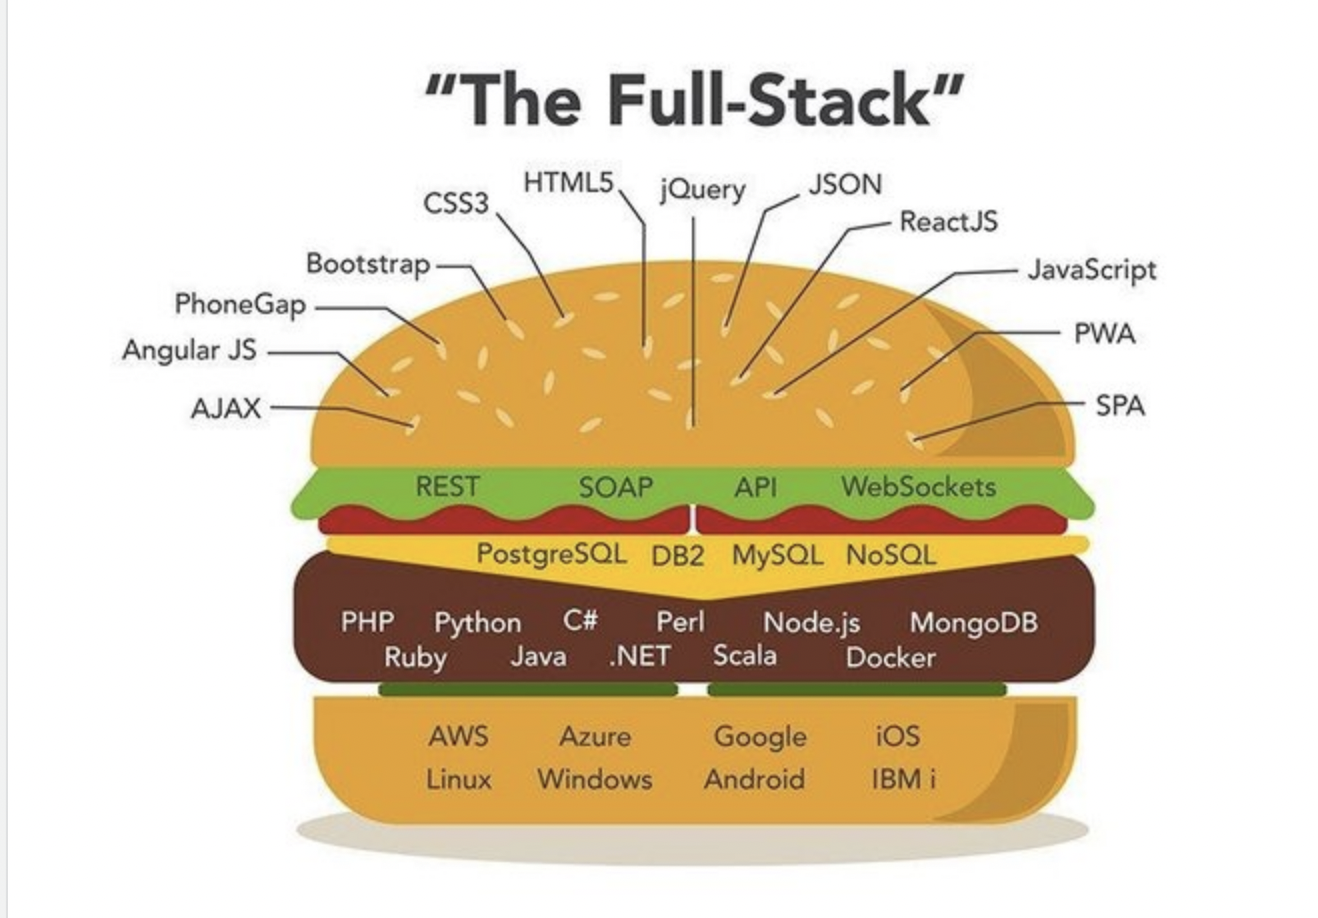 “The Full-Stack”
HTML5
jQuery
JSON
CSS3
ReactJS
Bootstrap
JavaScript
PhoneGap
PWA
Angular JS
AJAX
SPA
REST SOAP API WebSockets
PostgreSQL DB2 MySQL NoSQL
PHP Python C# Perl Node.js MongoDB
Ruby Java .NET Scala Docker
AWS Azure Google iOS
Linux Windows Android IBM i